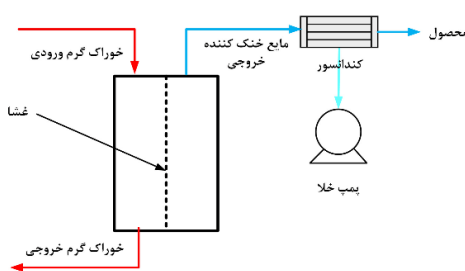 خوراک گرم ورودی
مایع خنک کننده
خروجی
محصول
کندانسور
غشا
پمپ خلا
خوراک گرم خروجی